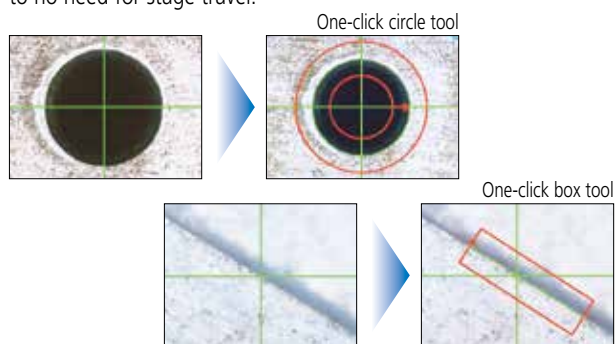 to no need for stage travel.
One-click circle tool
One-click box tool